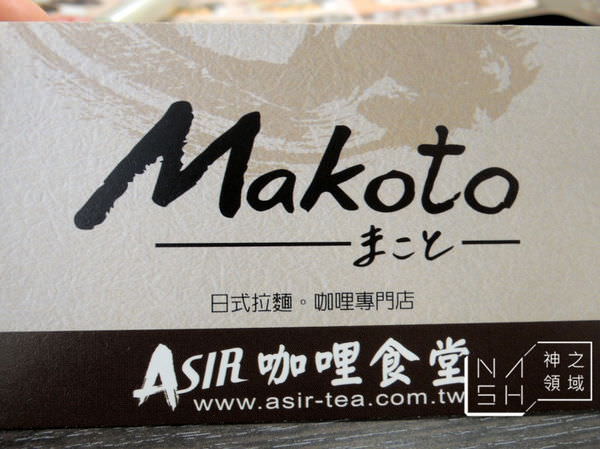 Makoto
まこと
日式拉麵。咖哩專門店
ASIR 咖哩食堂
www.asir-tea.com.tw
NASH 神之領域